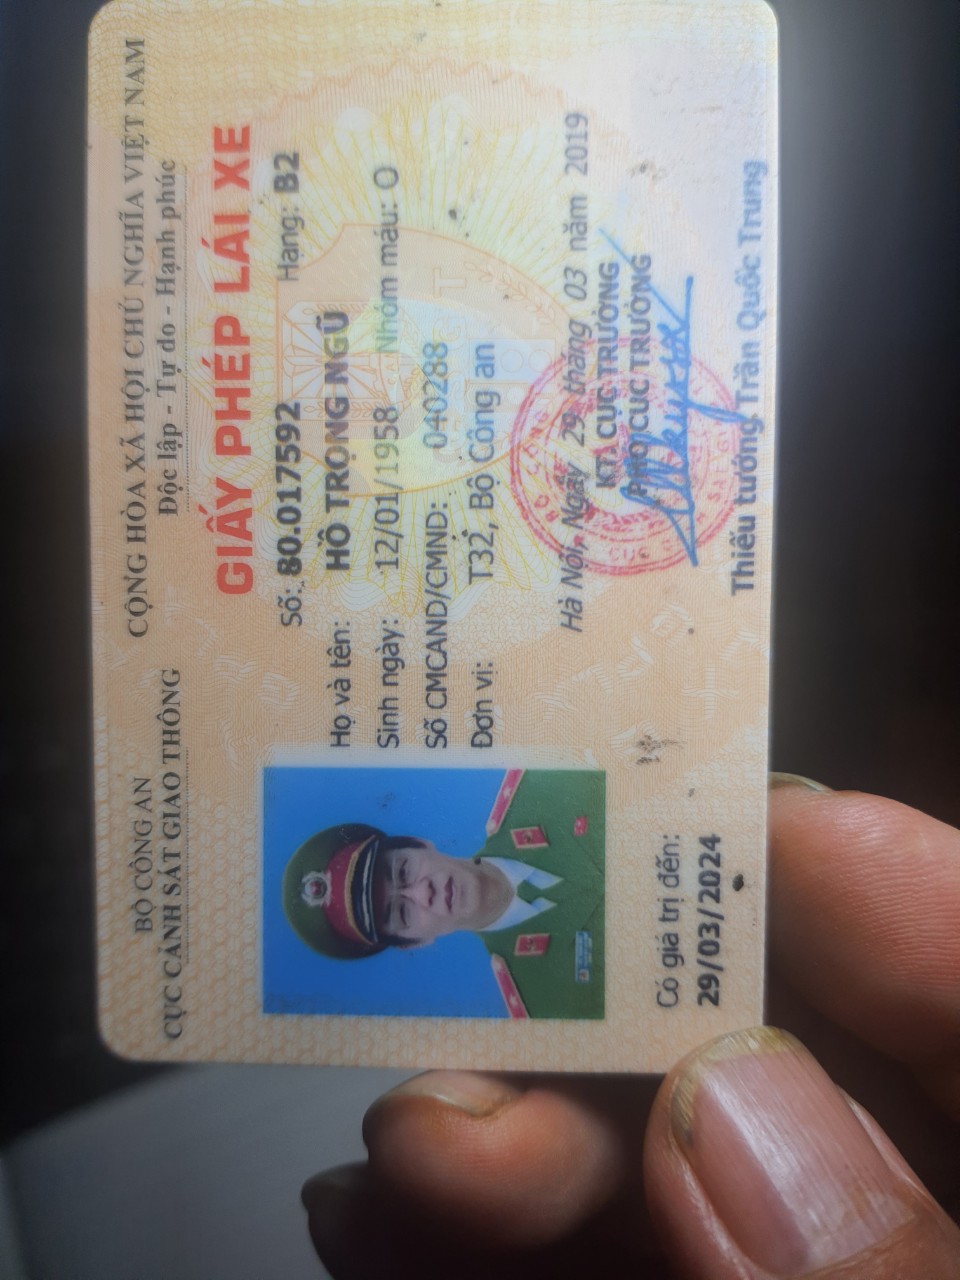 BỘ CÔNG AN
CỤC CẢNH SÁT GIAO THÔNG
CỘNG HÒA XÃ HỘI CHỦ NGHĨA VIỆT NAM
Độc lập - Tự do - Hạnh phúc
GIẤY PHÉP LÁI XE
Số: 80.017592 Hạng: B2
Họ và tên: HỒ TRỌNG NGŨ
Sinh ngày: 12/01/1958 Nhóm máu: O
Số CMCAND/CMND: 040288
Đơn vị: T32, Bộ Công an
Hà Nội, Ngày 29 tháng 03 năm 2019
KT. CỤC TRƯỞNG
PHÓ CỤC TRƯỞNG
Có giá trị đến:
29/03/2024
Thiếu tướng Trần Quốc Trung